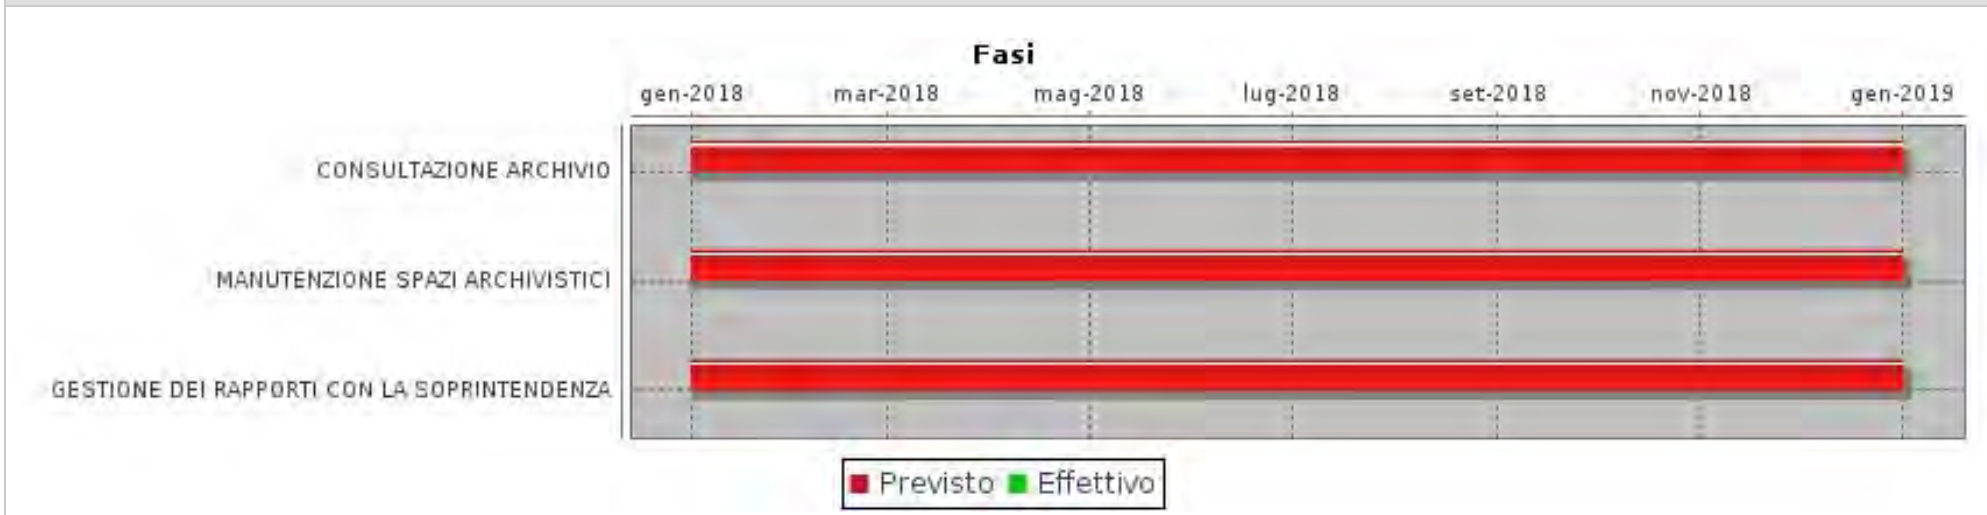 Fasi
gen-2018 mar-2018 mag-2018 lug-2018 set-2018 nov-2018 gen-2019
CONSULTAZIONE ARCHIVIO
MANUTENZIONE SPAZI ARCHIVISTICI
GESTIONE DEI RAPPORTI CON LA SOPRINTENDENZA
Previsto Effettivo